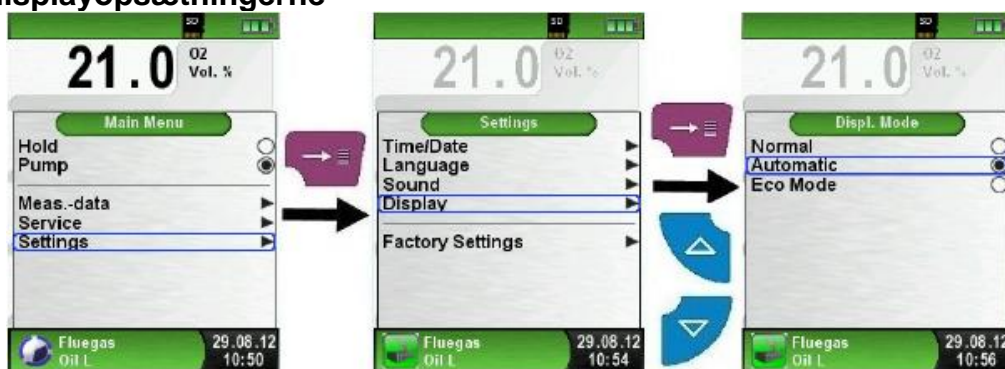 displayopsætningerne
SD
21.0 O2
Vol. %
Main Menu
Hold
Pump
Meas.-data
Service
Settings
Fluegas 29.08.12
Oil L 10:50
SD
21.0 O2
Vol. %
Settings
Time/Date
Language
Sound
Display
Factory Settings
Fluegas 29.08.12
Oil L 10:54
SD
21.0 O2
Vol. %
Displ. Mode
Normal
Automatic
Eco Mode
Fluegas 29.08.12
Oil L 10:56